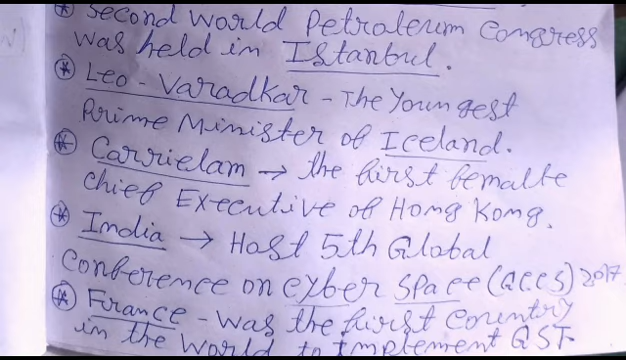 * Second World Petroleum Congress
was held in Istanbul.
* Leo - Varadkar - The Youngest
Prime Minister of Iceland.
* Carrielam → the first femalle
chief Executive of Hong Kong.
* India → Host 5th Global
Conference on cyber space (GCCS) 2017
* France - was the first country
in the world to implement GST